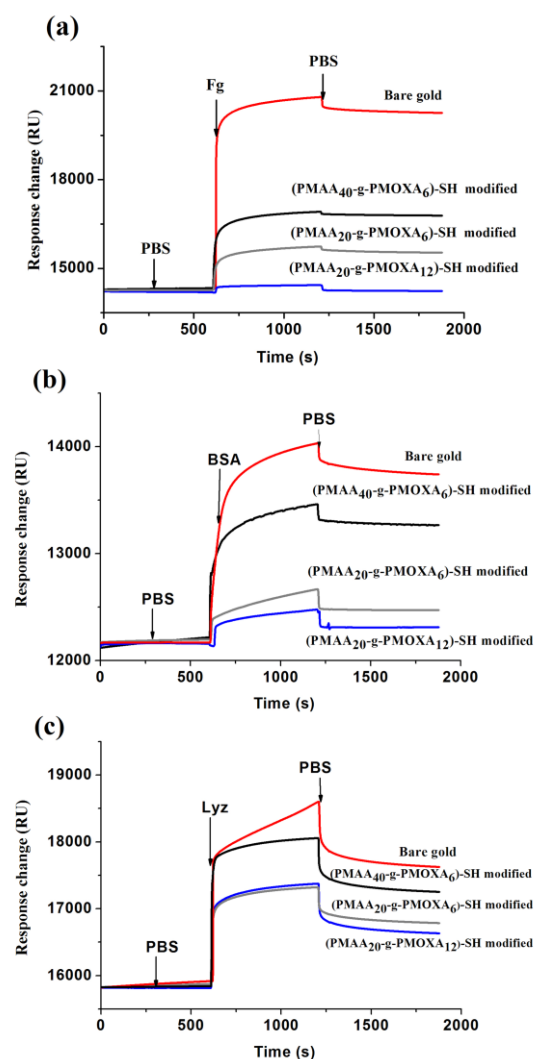 (a)
PBS
Fg
21000
Bare gold
Response change (RU)
18000
(PMAA40-g-PMOXA6)-SH modified
(PMAA20-g-PMOXA6)-SH modified
PBS
(PMAA20-g-PMOXA12)-SH modified
15000
0 500 1000 1500 2000
Time (s)
(b)
PBS
14000
BSA
Bare gold
(PMAA40-g-PMOXA6)-SH modified
Response change (RU)
13000
(PMAA20-g-PMOXA6)-SH modified
PBS
(PMAA20-g-PMOXA12)-SH modified
12000
0 500 1000 1500 2000
Time (s)
(c)
19000
PBS
Lyz
18000
Bare gold
Response change (RU)
(PMAA40-g-PMOXA6)-SH modified
17000
(PMAA20-g-PMOXA6)-SH modified
(PMAA20-g-PMOXA12)-SH modified
PBS
16000
0 500 1000 1500 2000
Time (s)